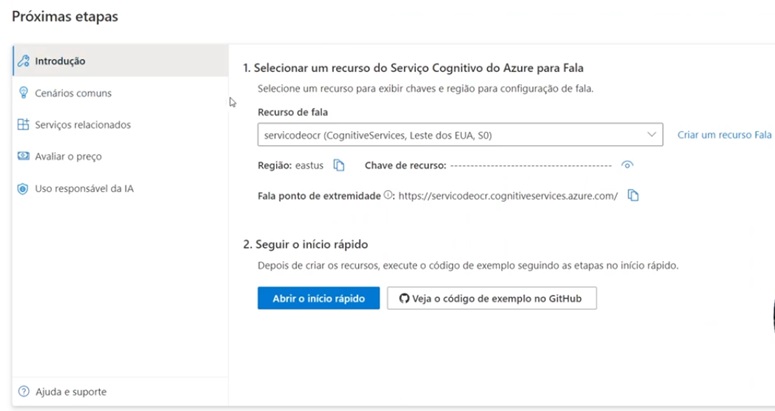 Próximas etapas
Introdução
Cenários comuns
Serviços relacionados
Avaliar o preço
Uso responsável da IA
Ajuda e suporte
1. Selecionar um recurso do Serviço Cognitivo do Azure para Fala
Selecione um recurso para exibir chaves e região para configuração de fala.
Recurso de fala
servicodeocr (CognitiveServices, Leste dos EUA, S0)
Criar um recurso Fala
Região: eastus Chave de recurso: ----------------------------------------
Fala ponto de extremidade: https://servicodeocr.cognitiveservices.azure.com/
2. Seguir o início rápido
Depois de criar os recursos, execute o código de exemplo seguindo as etapas no início rápido.
Abrir o início rápido
Veja o código de exemplo no GitHub